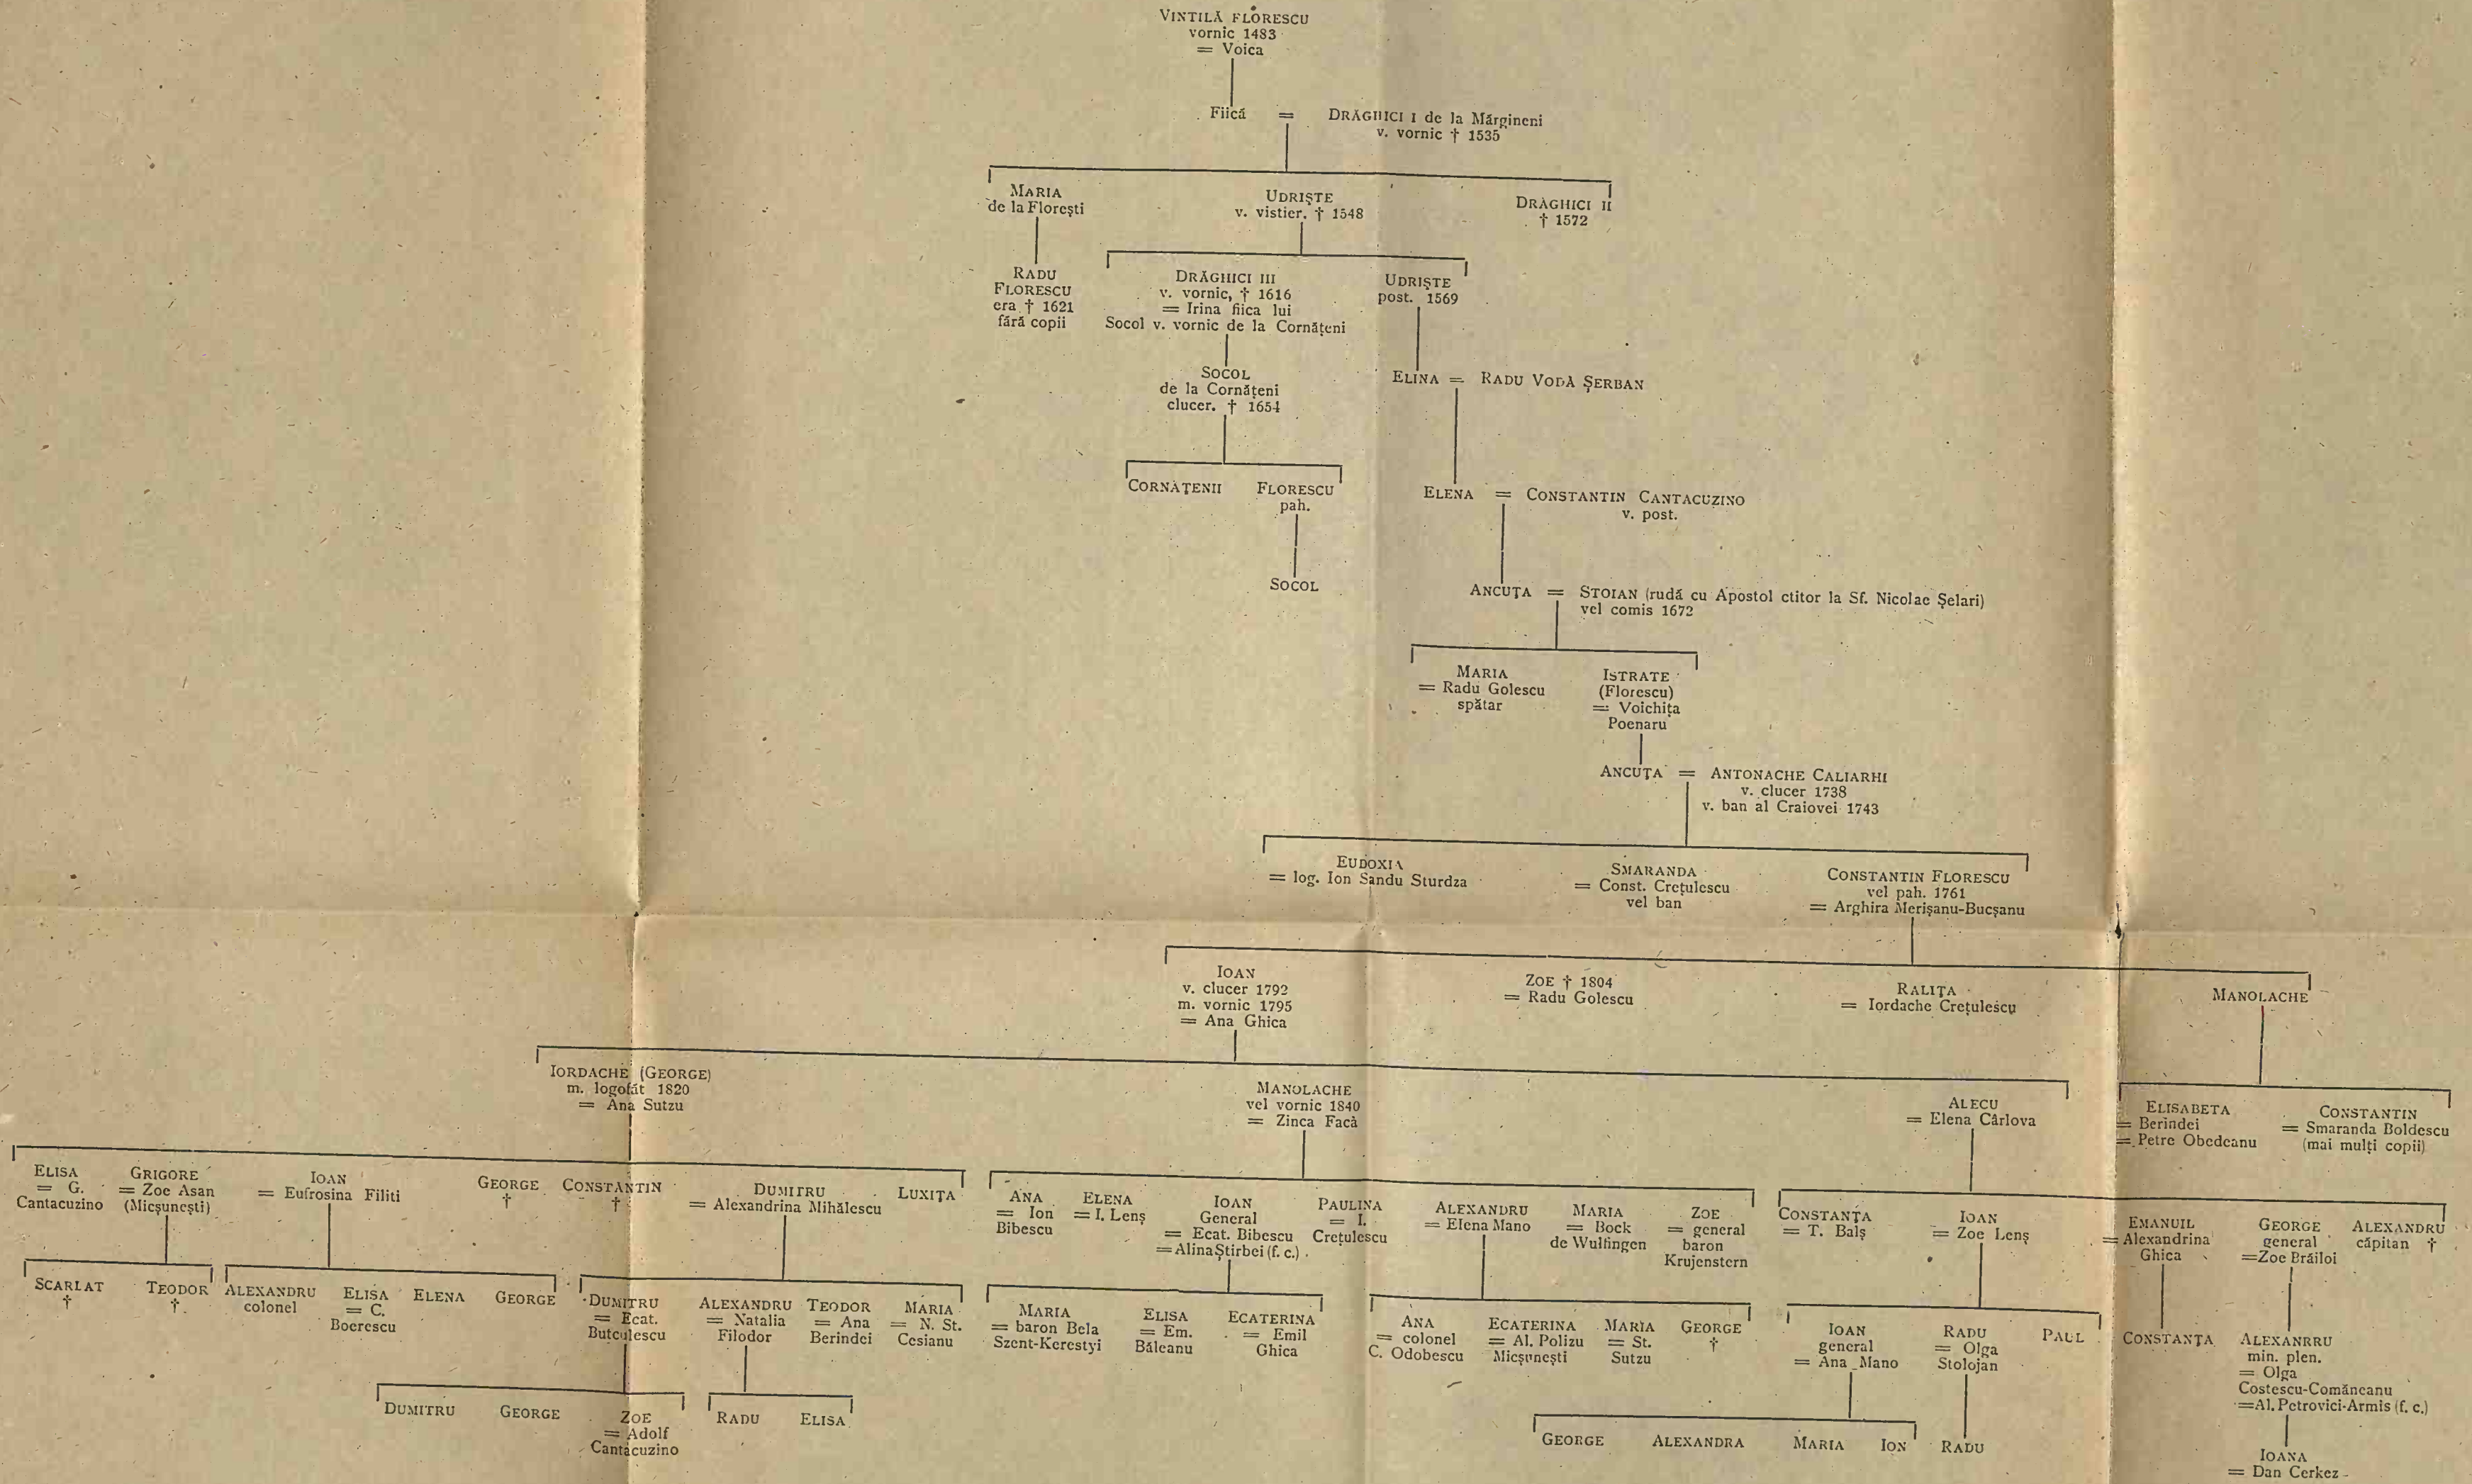 VINTILĂ FLORESCU
vornic 1483
= Voica
Fiică = DRĂGHICI I de la Mărgineni
v. vornic † 1535
MARIA
de la Florești
UDRIȘTE
v. vistier. † 1548
DRĂGHICI II
† 1572
RADU
FLORESCU
era † 1621
fără copii
DRĂGHICI III
v. vornic, † 1616
= Irina fiica lui
Socol v. vornic de la Cornățeni
UDRIȘTE
post. 1569
SOCOL
de la Cornățeni
clucer. † 1654
ELINA = RADU VODĂ ȘERBAN
CORNĂȚENII
FLORESCU
pah.
ELENA = CONSTANTIN CANTACUZINO
v. post.
SOCOL
ANCUȚA = STOIAN (rudă cu Apostol ctitor la Sf. Nicolae Șelari)
vel comis 1672
MARIA
= Radu Golescu
spătar
ISTRATE
(Florescu)
= Voichița
Poenaru
ANCUȚA = ANTONACHE CALIARHI
v. clucer 1738
v. ban al Craiovei 1743
EUDOXIA
= log. Ion Sandu Sturdza
SMARANDA
= Const. Crețulescu
vel ban
CONSTANTIN FLORESCU
vel pah. 1761
= Arghira Merișanu-Bucșanu
IOAN
v. clucer 1792
m. vornic 1795
= Ana Ghica
ZOE † 1804
= Radu Golescu
RALIȚA
= Iordache Crețulescu
MANOLACHE
IORDACHE (GEORGE)
m. logofăt 1820
= Ana Sutzu
MANOLACHE
vel vornic 1840
= Zinca Facà
ALECU
= Elena Cârlova
ELISABETA
= Berindei
= Petre Obedeanu
CONSTANTIN
= Smaranda Boldescu
(mai mulți copii)
ELISA
= G.
Cantacuzino
GRIGORE
= Zoe Asan
(Micșunești)
IOAN
= Eufrosina Filiti
GEORGE
†
CONSTANTIN
†
DUMITRU
= Alexandrina Mihălescu
LUXIȚA
ANA
= Ion
Bibescu
ELENA
= I. Lenș
IOAN
General
= Ecat. Bibescu
= Alina Știrbei (f. c.)
PAULINA
= I.
Crețulescu
ALEXANDRU
= Elena Mano
MARIA
= Bock
de Wulfingen
ZOE
= general
baron
Krujenstern
CONSTANȚA
= T. Balș
IOAN
= Zoe Lenș
EMANUIL
= Alexandrina
Ghica
GEORGE
general
= Zoe Brăiloi
ALEXANDRU
căpitan †
SCARLAT
†
TEODOR
†
ALEXANDRU
colonel
ELISA
= C.
Boerescu
ELENA
GEORGE
DUMITRU
= Ecat.
Butculescu
ALEXANDRU
= Natalia
Filodor
TEODOR
= Ana
Berindei
MARIA
= N. St.
Cesianu
MARIA
= baron Bela
Szent-Kerestyi
ELISA
= Em.
Băleanu
ECATERINA
= Emil
Ghica
ANA
= colonel
C. Odobescu
ECATERINA
= Al. Polizu
Micșunești
MARIA
= St.
Sutzu
GEORGE
†
IOAN
general
= Ana Mano
RADU
= Olga
Stolojan
PAUL
CONSTANȚA
ALEXANRRU
min. plen.
= Olga
Costescu-Comăneanu
= Al. Petrovici-Armis (f. c.)
DUMITRU
GEORGE
ZOE
= Adolf
Cantacuzino
RADU
ELISA
GEORGE
ALEXANDRA
MARIA
ION
RADU
IOANA
= Dan Cerkez